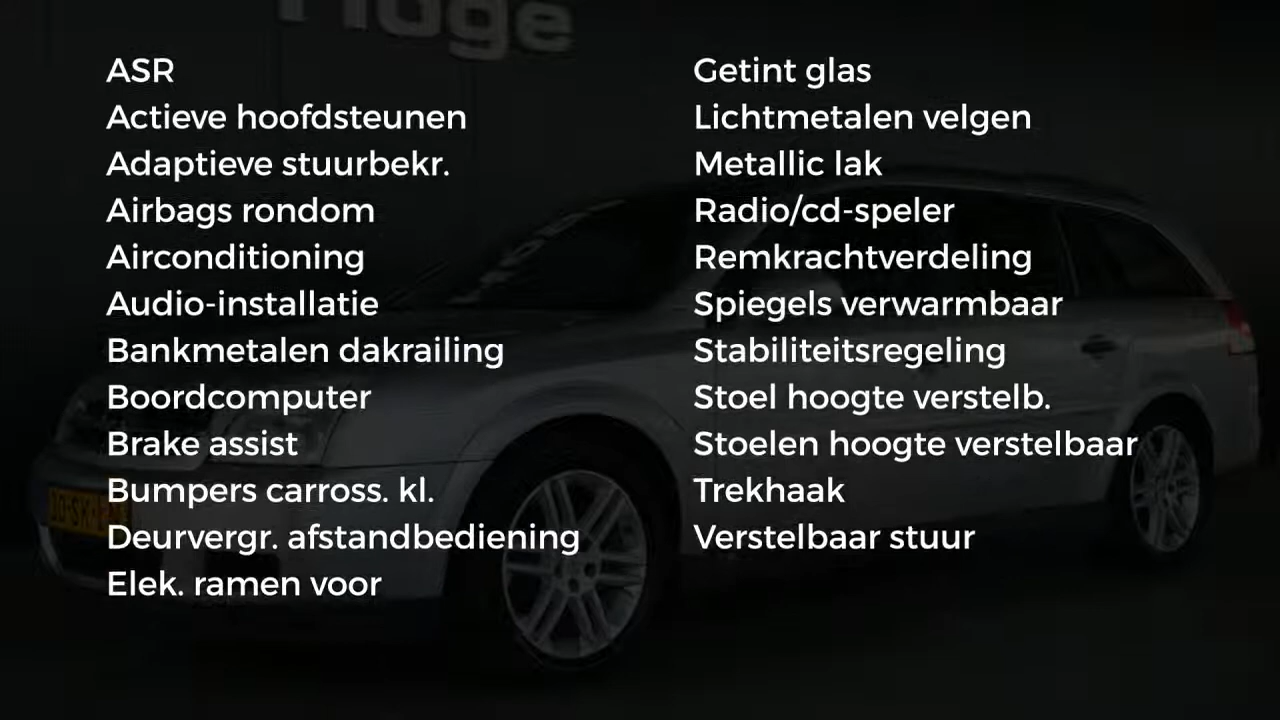 ASR
Actieve hoofdsteunen
Adaptieve stuurbekr.
Airbags rondom
Airconditioning
Audio-installatie
Bankmetalen dakrailing
Boordcomputer
Brake assist
Bumpers carross. kl.
Deurvergr. afstandbediening
Elek. ramen voor
Getint glas
Lichtmetalen velgen
Metallic lak
Radio/cd-speler
Remkrachtverdeling
Spiegels verwarmbaar
Stabiliteitsregeling
Stoel hoogte verstelb.
Stoelen hoogte verstelbaar
Trekhaak
Verstelbaar stuur